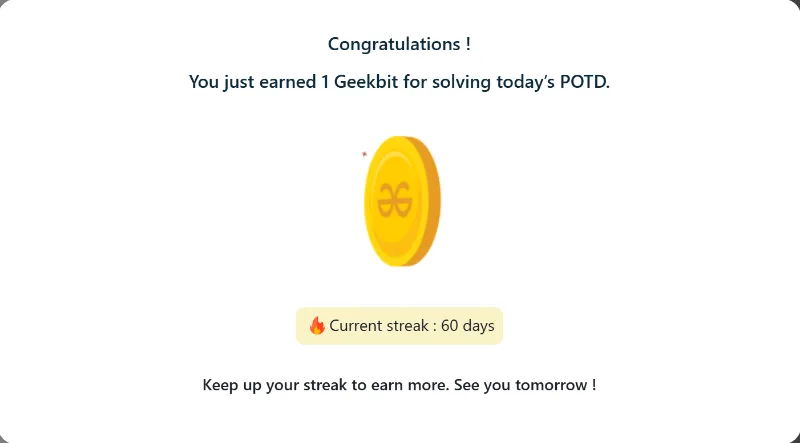 Congratulations !
You just earned 1 Geekbit for solving today's POTD.
Current streak : 60 days
Keep up your streak to earn more. See you tomorrow !